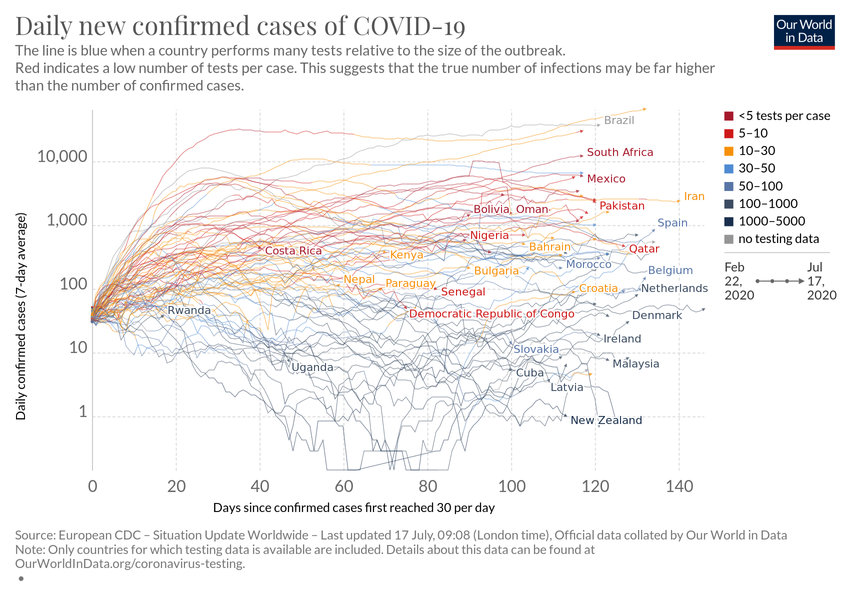 Daily new confirmed cases of COVID-19
Our World
in Data
The line is blue when a country performs many tests relative to the size of the outbreak.
Red indicates a low number of tests per case. This suggests that the true number of infections may be far higher
than the number of confirmed cases.
Daily confirmed cases (7-day average)
10,000
1,000
100
10
1
Brazil
South Africa
Mexico
Iran
Pakistan
Bolivia, Oman
Spain
Nigeria
Costa Rica
Kenya
Bahrain
Qatar
Morocco
Bulgaria
Belgium
Nepal
Paraguay
Senegal
Croatia
Netherlands
Rwanda
Democratic Republic of Congo
Denmark
Ireland
Slovakia
Uganda
Malaysia
Cuba
Latvia
New Zealand
0
20
40
60
80
100
120
140
Days since confirmed cases first reached 30 per day
<5 tests per case
5–10
10–30
30–50
50–100
100–1000
1000–5000
no testing data
Feb
22,
2020
Jul
17,
2020
Source: European CDC – Situation Update Worldwide – Last updated 17 July, 09:08 (London time), Official data collated by Our World in Data
Note: Only countries for which testing data is available are included. Details about this data can be found at
OurWorldInData.org/coronavirus-testing.
•